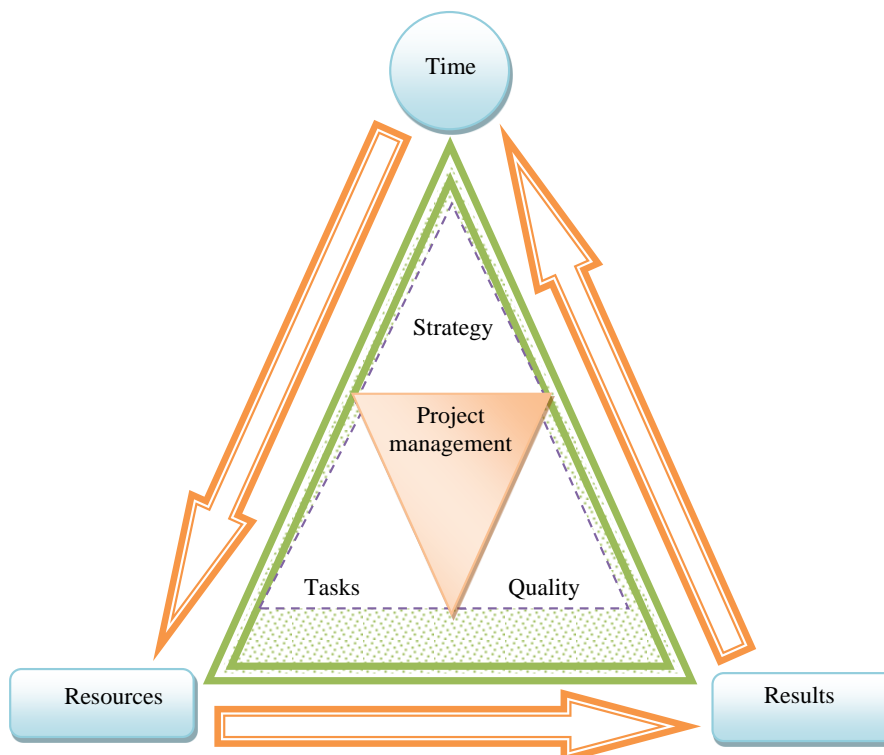 Time
Strategy
Project
management
Tasks
Quality
Resources
Results